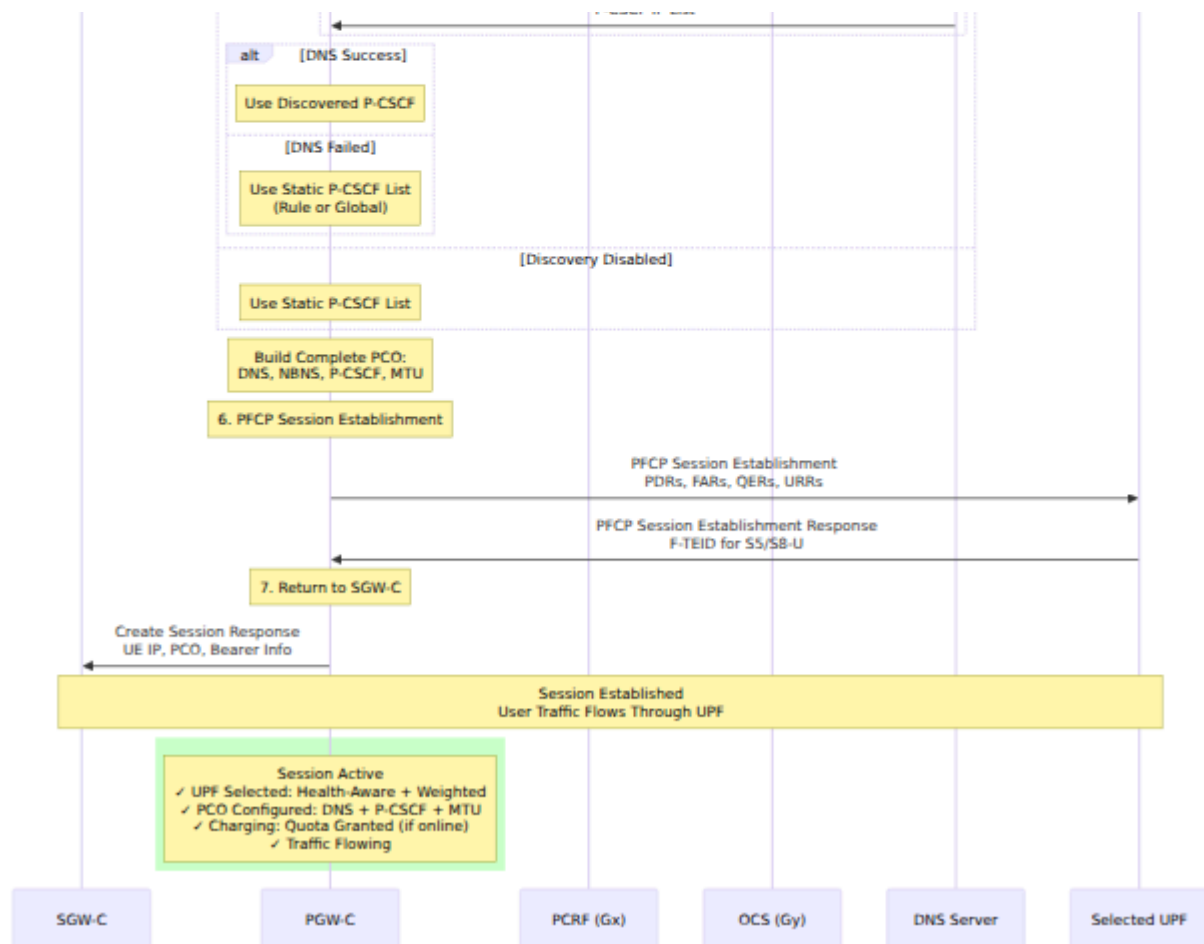 P-CSCF IP List
alt [DNS Success]
Use Discovered P-CSCF
[DNS Failed]
Use Static P-CSCF List
(Rule or Global)
[Discovery Disabled]
Use Static P-CSCF List
Build Complete PCO:
DNS, NBNS, P-CSCF, MTU
6. PFCP Session Establishment
PFCP Session Establishment
PDRs, FARs, QERs, URRs
PFCP Session Establishment Response
F-TEID for S5/S8-U
7. Return to SGW-C
Create Session Response
UE IP, PCO, Bearer Info
Session Established
User Traffic Flows Through UPF
Session Active
✓ UPF Selected: Health-Aware + Weighted
✓ PCO Configured: DNS + P-CSCF + MTU
✓ Charging: Quota Granted (if online)
✓ Traffic Flowing
SGW-C PGW-C PCRF (Gx) OCS (Gy) DNS Server Selected UPF